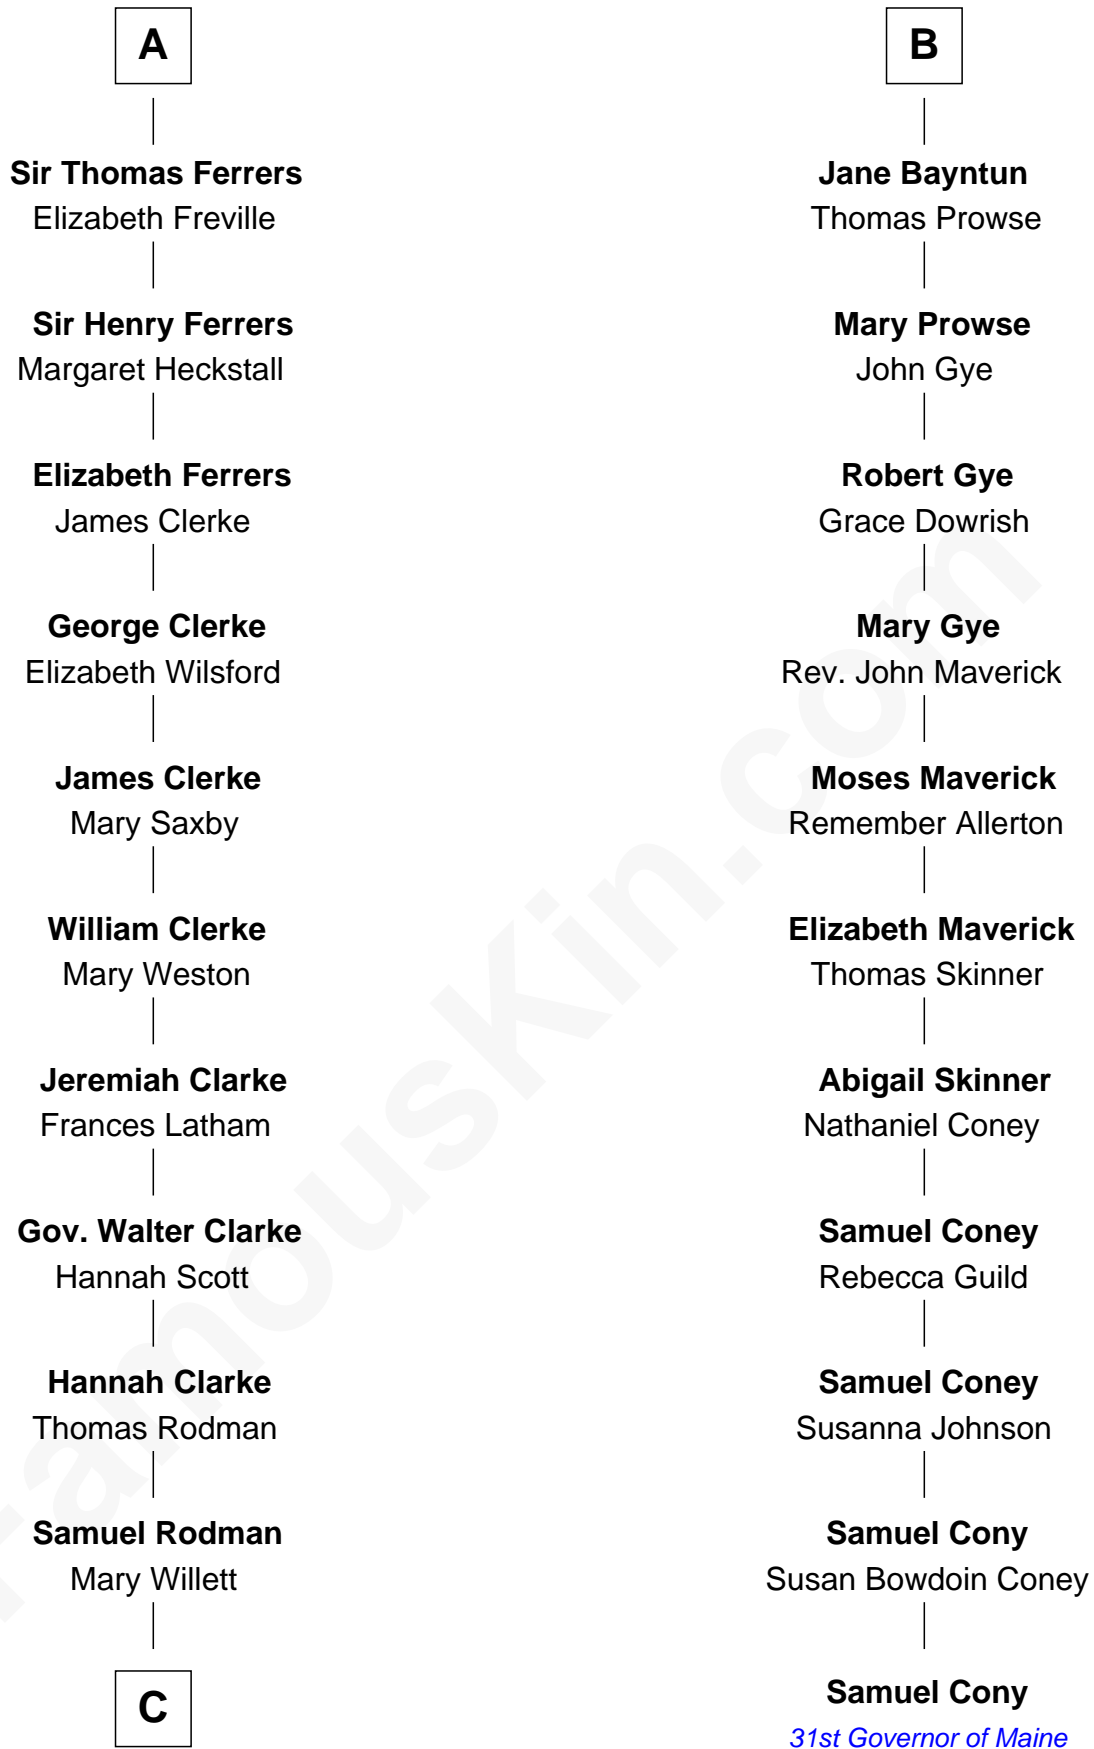 A
Sir Thomas Ferrers
Elizabeth Freville
Sir Henry Ferrers
Margaret Heckstall
Elizabeth Ferrers
James Clerke
George Clerke
Elizabeth Wilsford
James Clerke
Mary Saxby
William Clerke
Mary Weston
Jeremiah Clarke
Frances Latham
Gov. Walter Clarke
Hannah Scott
Hannah Clarke
Thomas Rodman
Samuel Rodman
Mary Willett
C
B
Jane Bayntun
Thomas Prowse
Mary Prowse
John Gye
Robert Gye
Grace Dowrish
Mary Gye
Rev. John Maverick
Moses Maverick
Remember Allerton
Elizabeth Maverick
Thomas Skinner
Abigail Skinner
Nathaniel Coney
Samuel Coney
Rebecca Guild
Samuel Coney
Susanna Johnson
Samuel Cony
Susan Bowdoin Coney
Samuel Cony
31st Governor of Maine
FamousKin.com